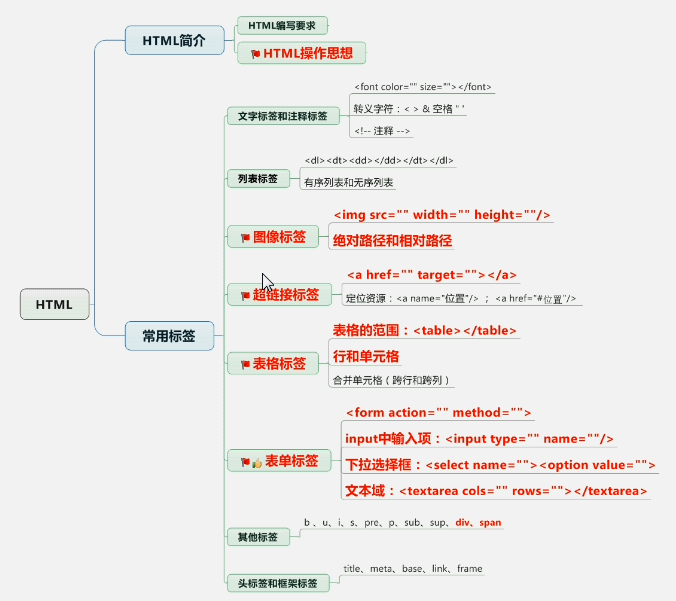 HTML
HTML简介
HTML编写要求
HTML操作思想
常用标签
文字标签和注释标签
<font color="" size=""></font>
转义字符：< > & 空格 " '
<!-- 注释 -->
列表标签
<dl><dt><dd></dd></dt></dl>
有序列表和无序列表
图像标签
<img src="" width="" height=""/>
绝对路径和相对路径
超链接标签
<a href="" target=""></a>
定位资源：<a name="位置"/> ；<a href="#位置"/>
表格标签
表格的范围：<table></table>
行和单元格
合并单元格（跨行和跨列）
表单标签
<form action="" method="">
input中输入项：<input type="" name=""/>
下拉选择框：<select name=""><option value="">
文本域：<textarea cols="" rows=""></textarea>
其他标签
b 、u、i、s、pre、p、sub、sup、div、span
头标签和框架标签
title、meta、base、link、frame